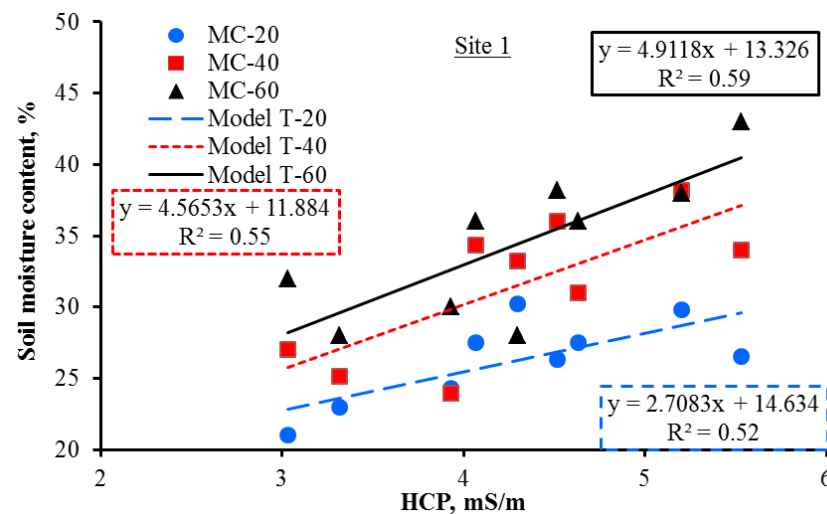 Site 1
MC-20
MC-40
MC-60
Model T-20
Model T-40
Model T-60
y = 4.9118x + 13.326
R² = 0.59
y = 4.5653x + 11.884
R² = 0.55
y = 2.7083x + 14.634
R² = 0.52
Soil moisture content, %
50
45
40
35
30
25
20
2
3
4
5
6
HCP, mS/m